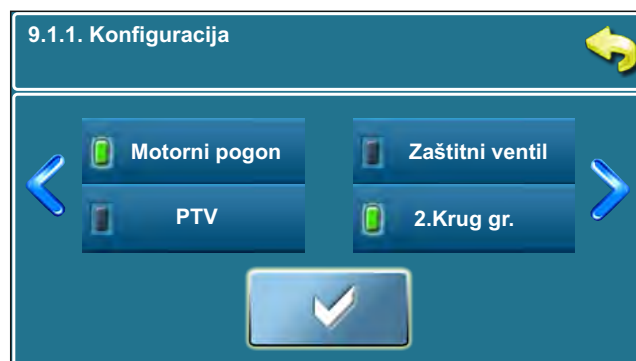 9.1.1. Konfiguracija
Motorni pogon
Zaštitni ventil
PTV
2.Krug gr.